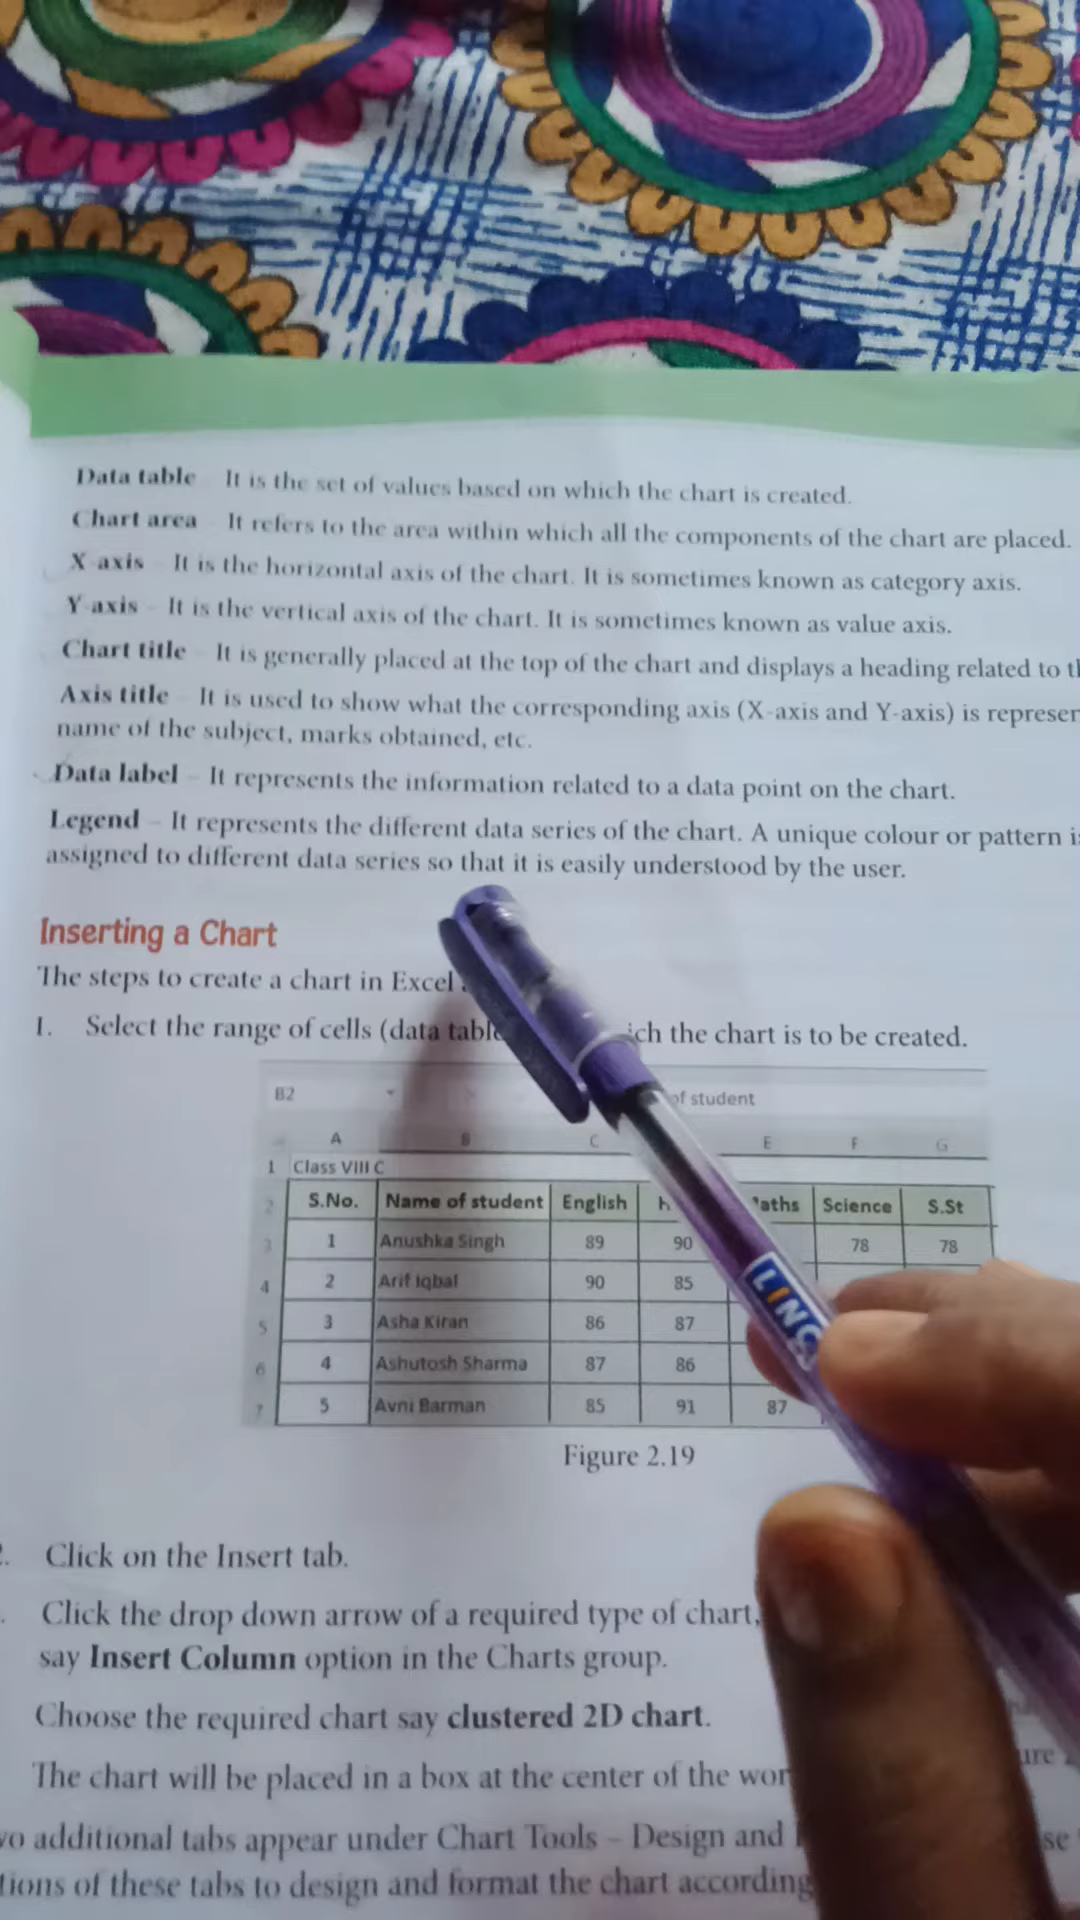 Data table It is the set of values based on which the chart is created.
Chart area It refers to the area within which all the components of the chart are placed.
X-axis It is the horizontal axis of the chart. It is sometimes known as category axis.
Y-axis – It is the vertical axis of the chart. It is sometimes known as value axis.
Chart title It is generally placed at the top of the chart and displays a heading related to
Axis title – It is used to show what the corresponding axis (X-axis and Y-axis) is
name of the subject, marks obtained, etc.
Data label – It represents the information related to a data point on the chart.
Legend – It represents the different data series of the chart. A unique colour or pattern
assigned to different data series so that it is easily understood by the user.
Inserting a Chart
The steps to create a chart in Excel
1. Select the range of cells (data the chart is to be created.
B2 of student
A B C E F G
1 Class VIII C
2 S.No. Name of student English Science S.St
3 1 Anushka Singh 89 90 78 78
4 2 Arif Iqbal 90 85
5 3 Asha Kiran 86 87
6 4 Ashutosh Sharma 87 86
7 5 Avni Barman 85 91 87
LINC
Figure 2.19
Click on the Insert tab.
Click the drop down arrow of a required type of chart,
say Insert Column option in the Charts group.
Choose the required chart say clustered 2D chart.
The chart will be placed in a box at the center of the
additional tabs appear under Chart Tools – Design and
of these tabs to design and format the chart